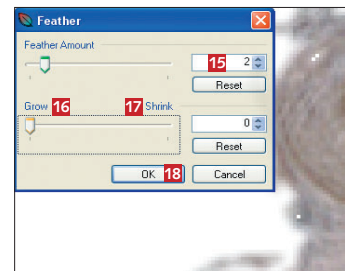 Feather
Feather Amount
15 2
Reset
Grow 16 17 Shrink
0
Reset
OK 18 Cancel